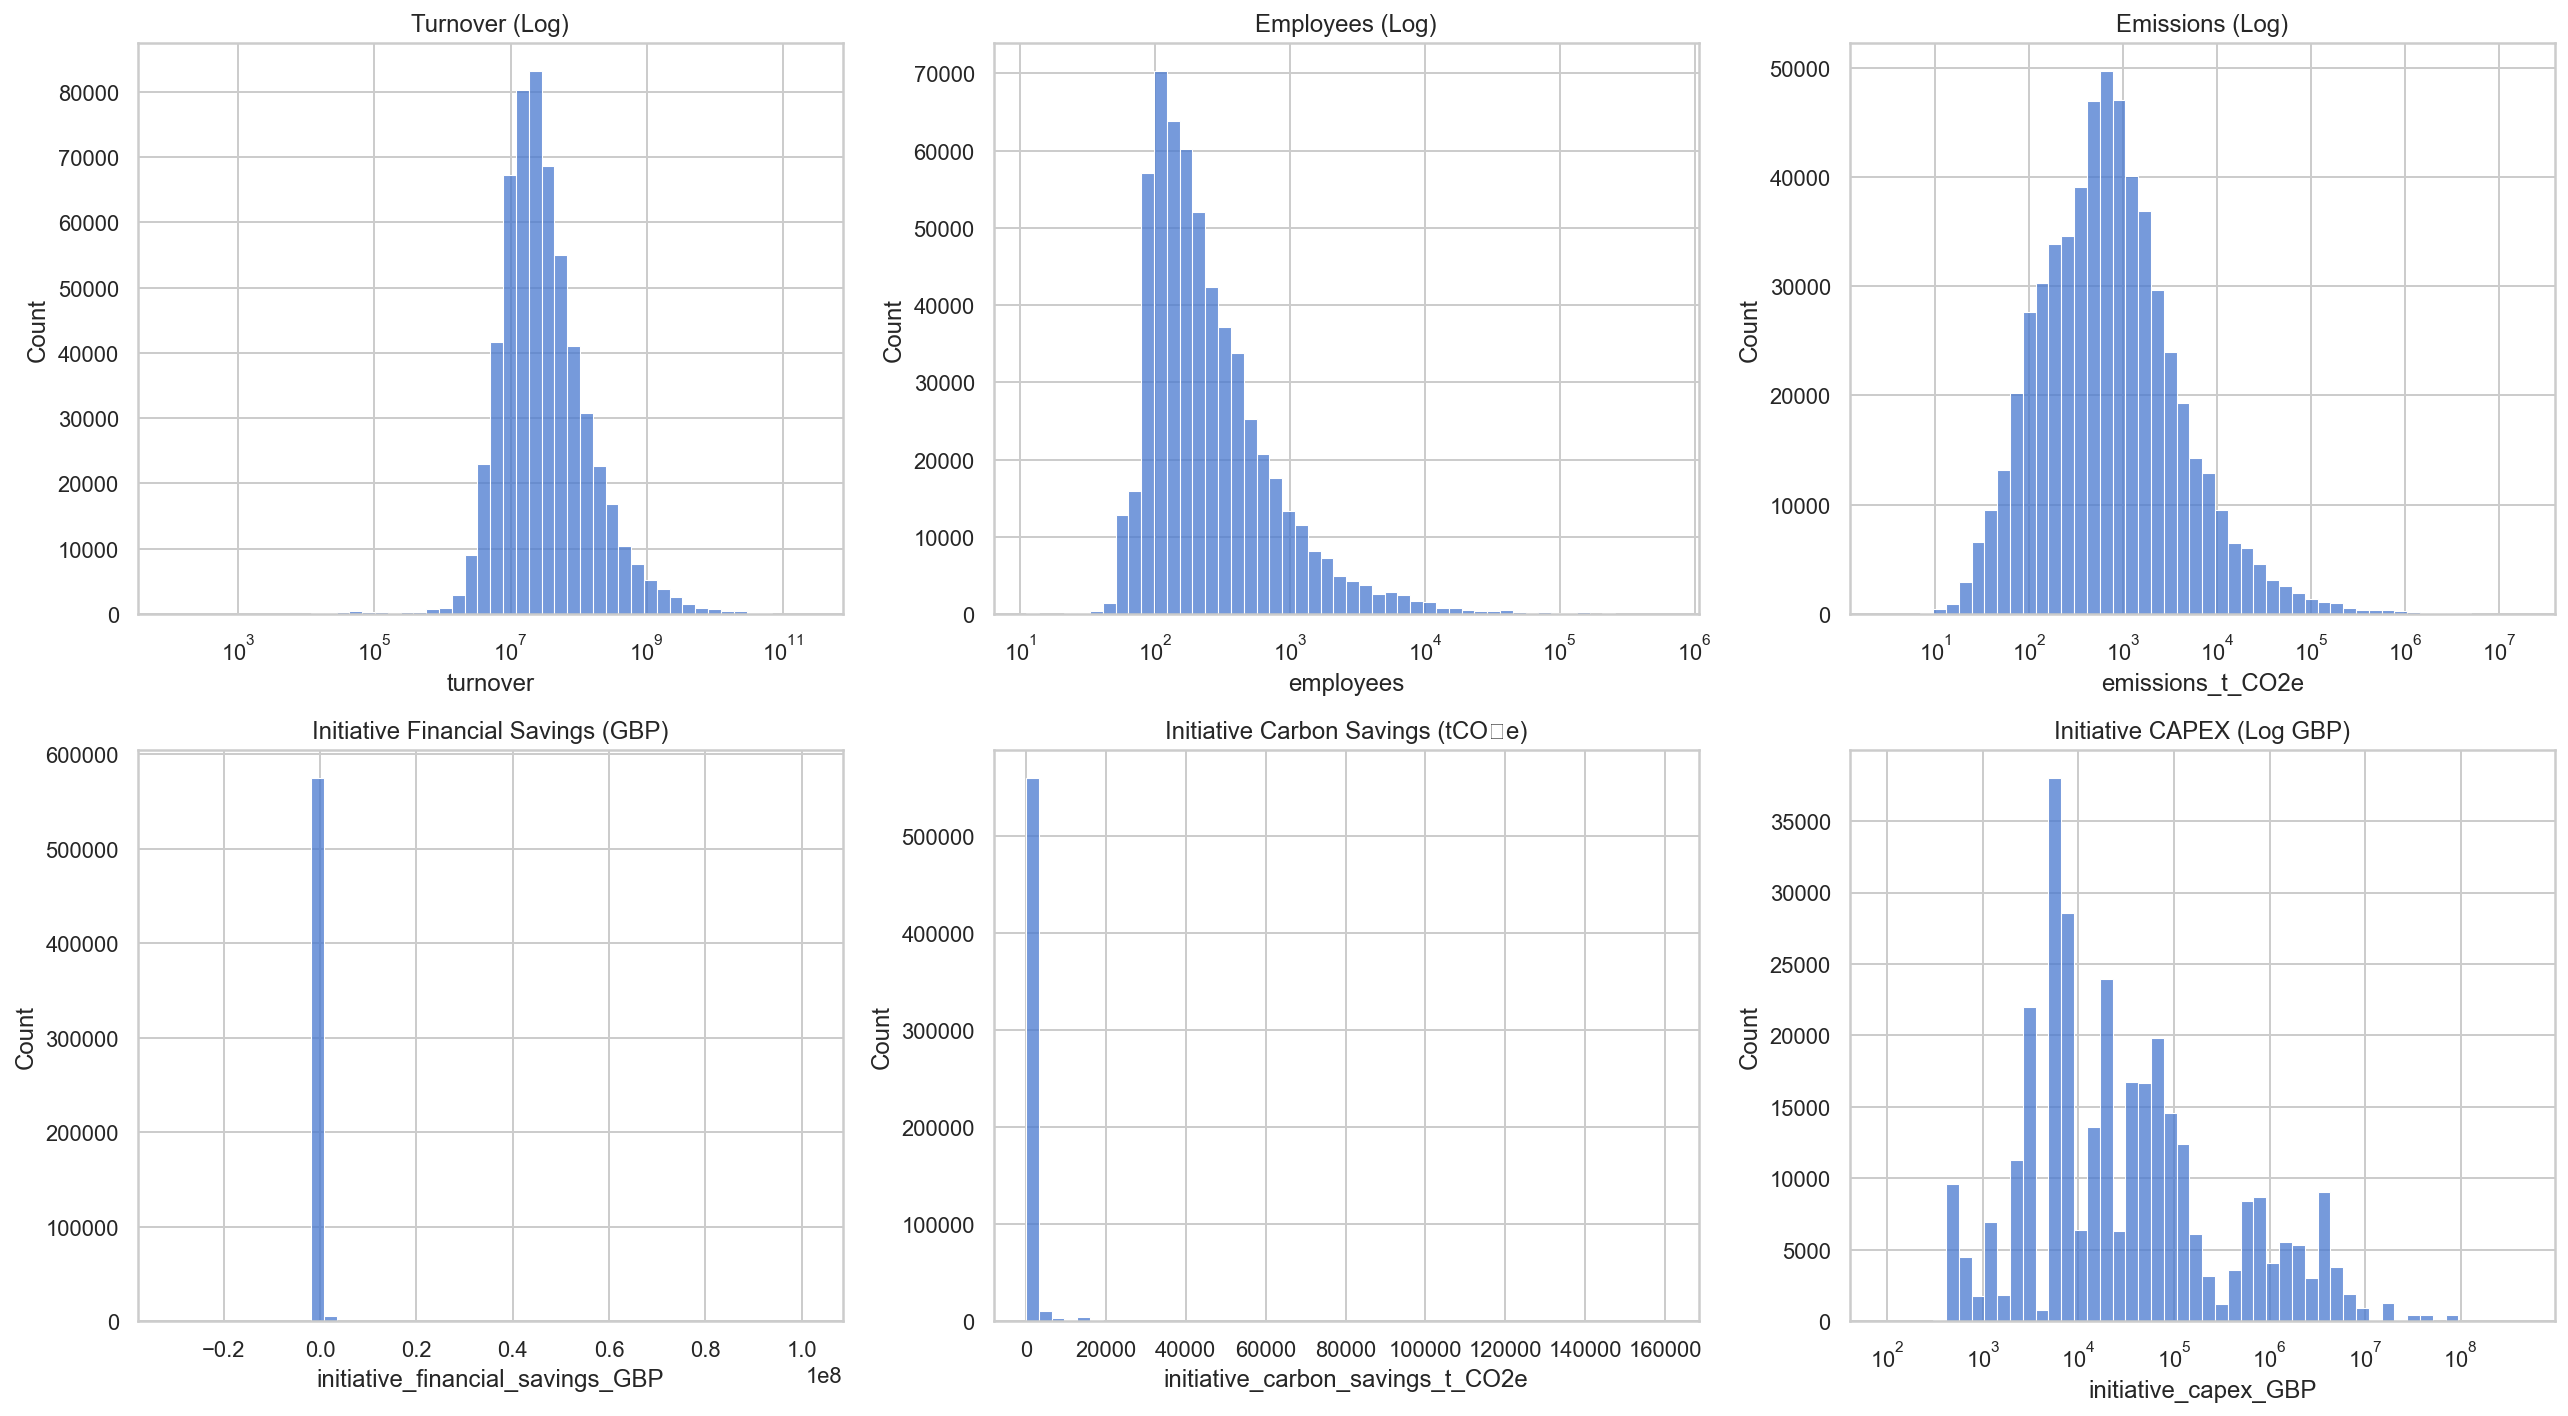 Turnover (Log)
Count
80000
70000
60000
50000
40000
30000
20000
10000
0
10³ 10⁵ 10⁷ 10⁹ 10¹¹
turnover
Employees (Log)
Count
70000
60000
50000
40000
30000
20000
10000
0
10¹ 10² 10³ 10⁴ 10⁵ 10⁶
employees
Emissions (Log)
Count
50000
40000
30000
20000
10000
0
10¹ 10² 10³ 10⁴ 10⁵ 10⁶ 10⁷
emissions_t_CO2e
Initiative Financial Savings (GBP)
Count
600000
500000
400000
300000
200000
100000
0
−0.2 0.0 0.2 0.4 0.6 0.8 1.0
1e8
initiative_financial_savings_GBP
Initiative Carbon Savings (tCO▯e)
Count
500000
400000
300000
200000
100000
0
0 20000 40000 60000 80000 100000 120000 140000 160000
initiative_carbon_savings_t_CO2e
Initiative CAPEX (Log GBP)
Count
35000
30000
25000
20000
15000
10000
5000
0
10² 10³ 10⁴ 10⁵ 10⁶ 10⁷ 10⁸
initiative_capex_GBP